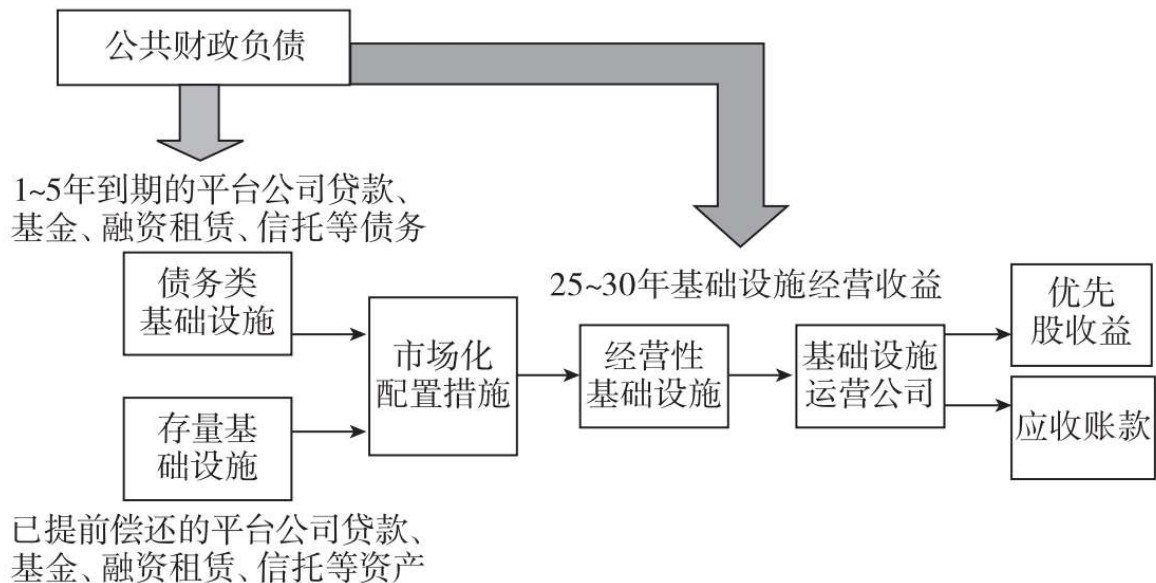 公共财政负债
1~5年到期的平台公司贷款、
基金、融资租赁、信托等债务
债务类
基础设施
存量基
础设施
已提前偿还的平台公司贷款、
基金、融资租赁、信托等资产
市场化
配置措施
25~30年基础设施经营收益
经营性
基础设施
基础设施
运营公司
优先
股收益
应收账款